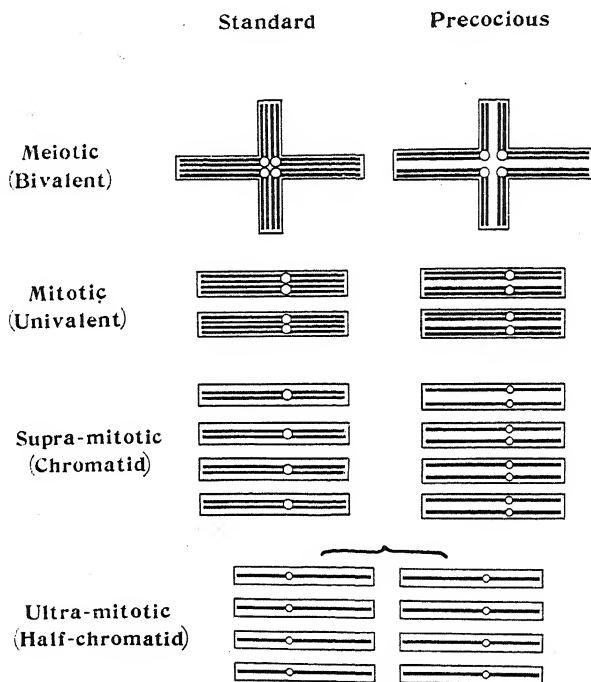 Standard Precocious
Meiotic
(Bivalent)
Mitotic
(Univalent)
Supra-mitotic
(Chromatid)
Ultra-mitotic
(Half-chromatid)